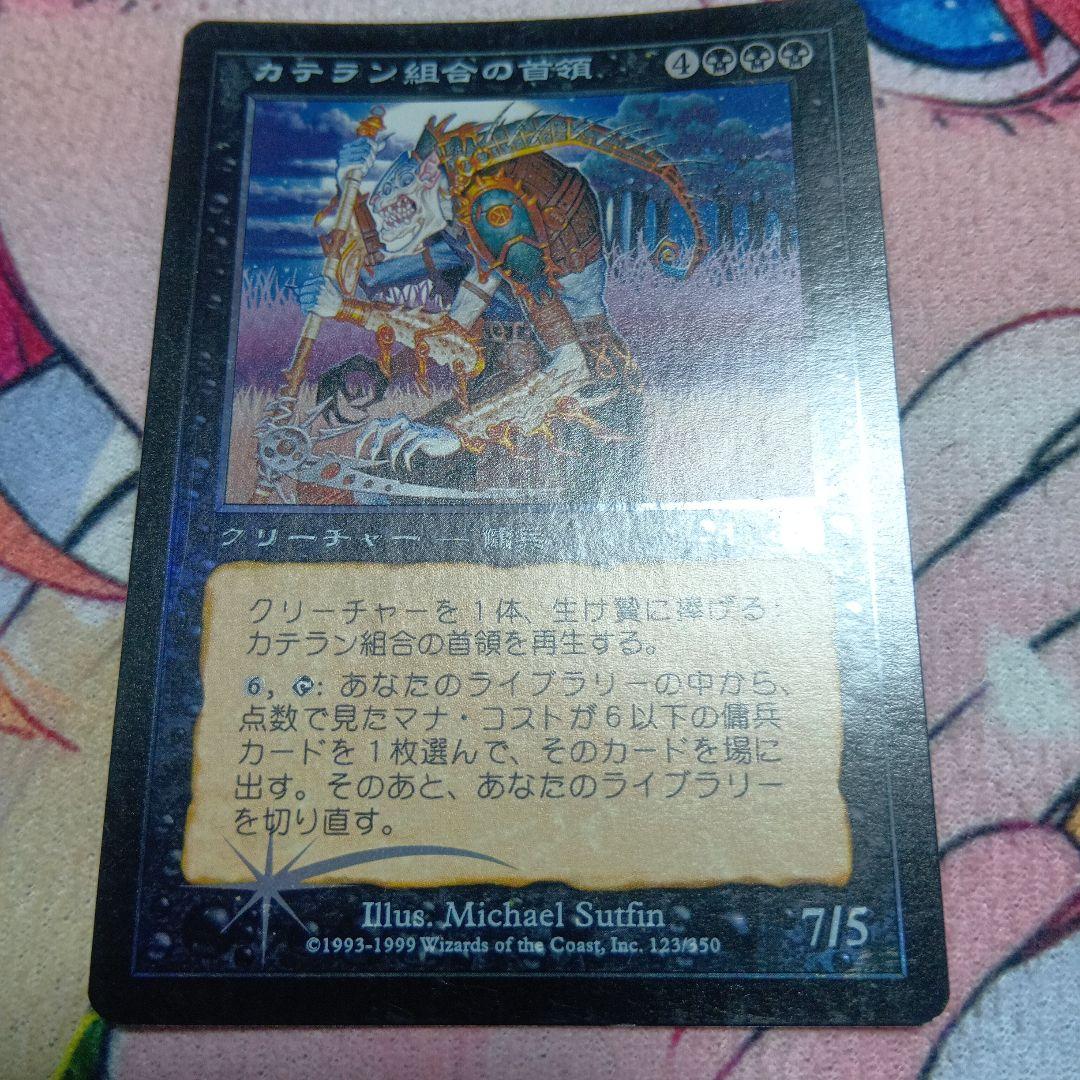 カテラン組合の首領 4
クリーチャー — 傭兵
クリーチャーを1体、生け贄に捧げる:
カテラン組合の首領を再生する。
6, : あなたのライブラリーの中から、
点数で見たマナ・コストが6以下の傭兵
カードを1枚選んで、そのカードを場に
出す。そのあと、あなたのライブラリー
を切り直す。
Illus. Michael Sutfin
©1993-1999 Wizards of the Coast, Inc. 123/350
7/5